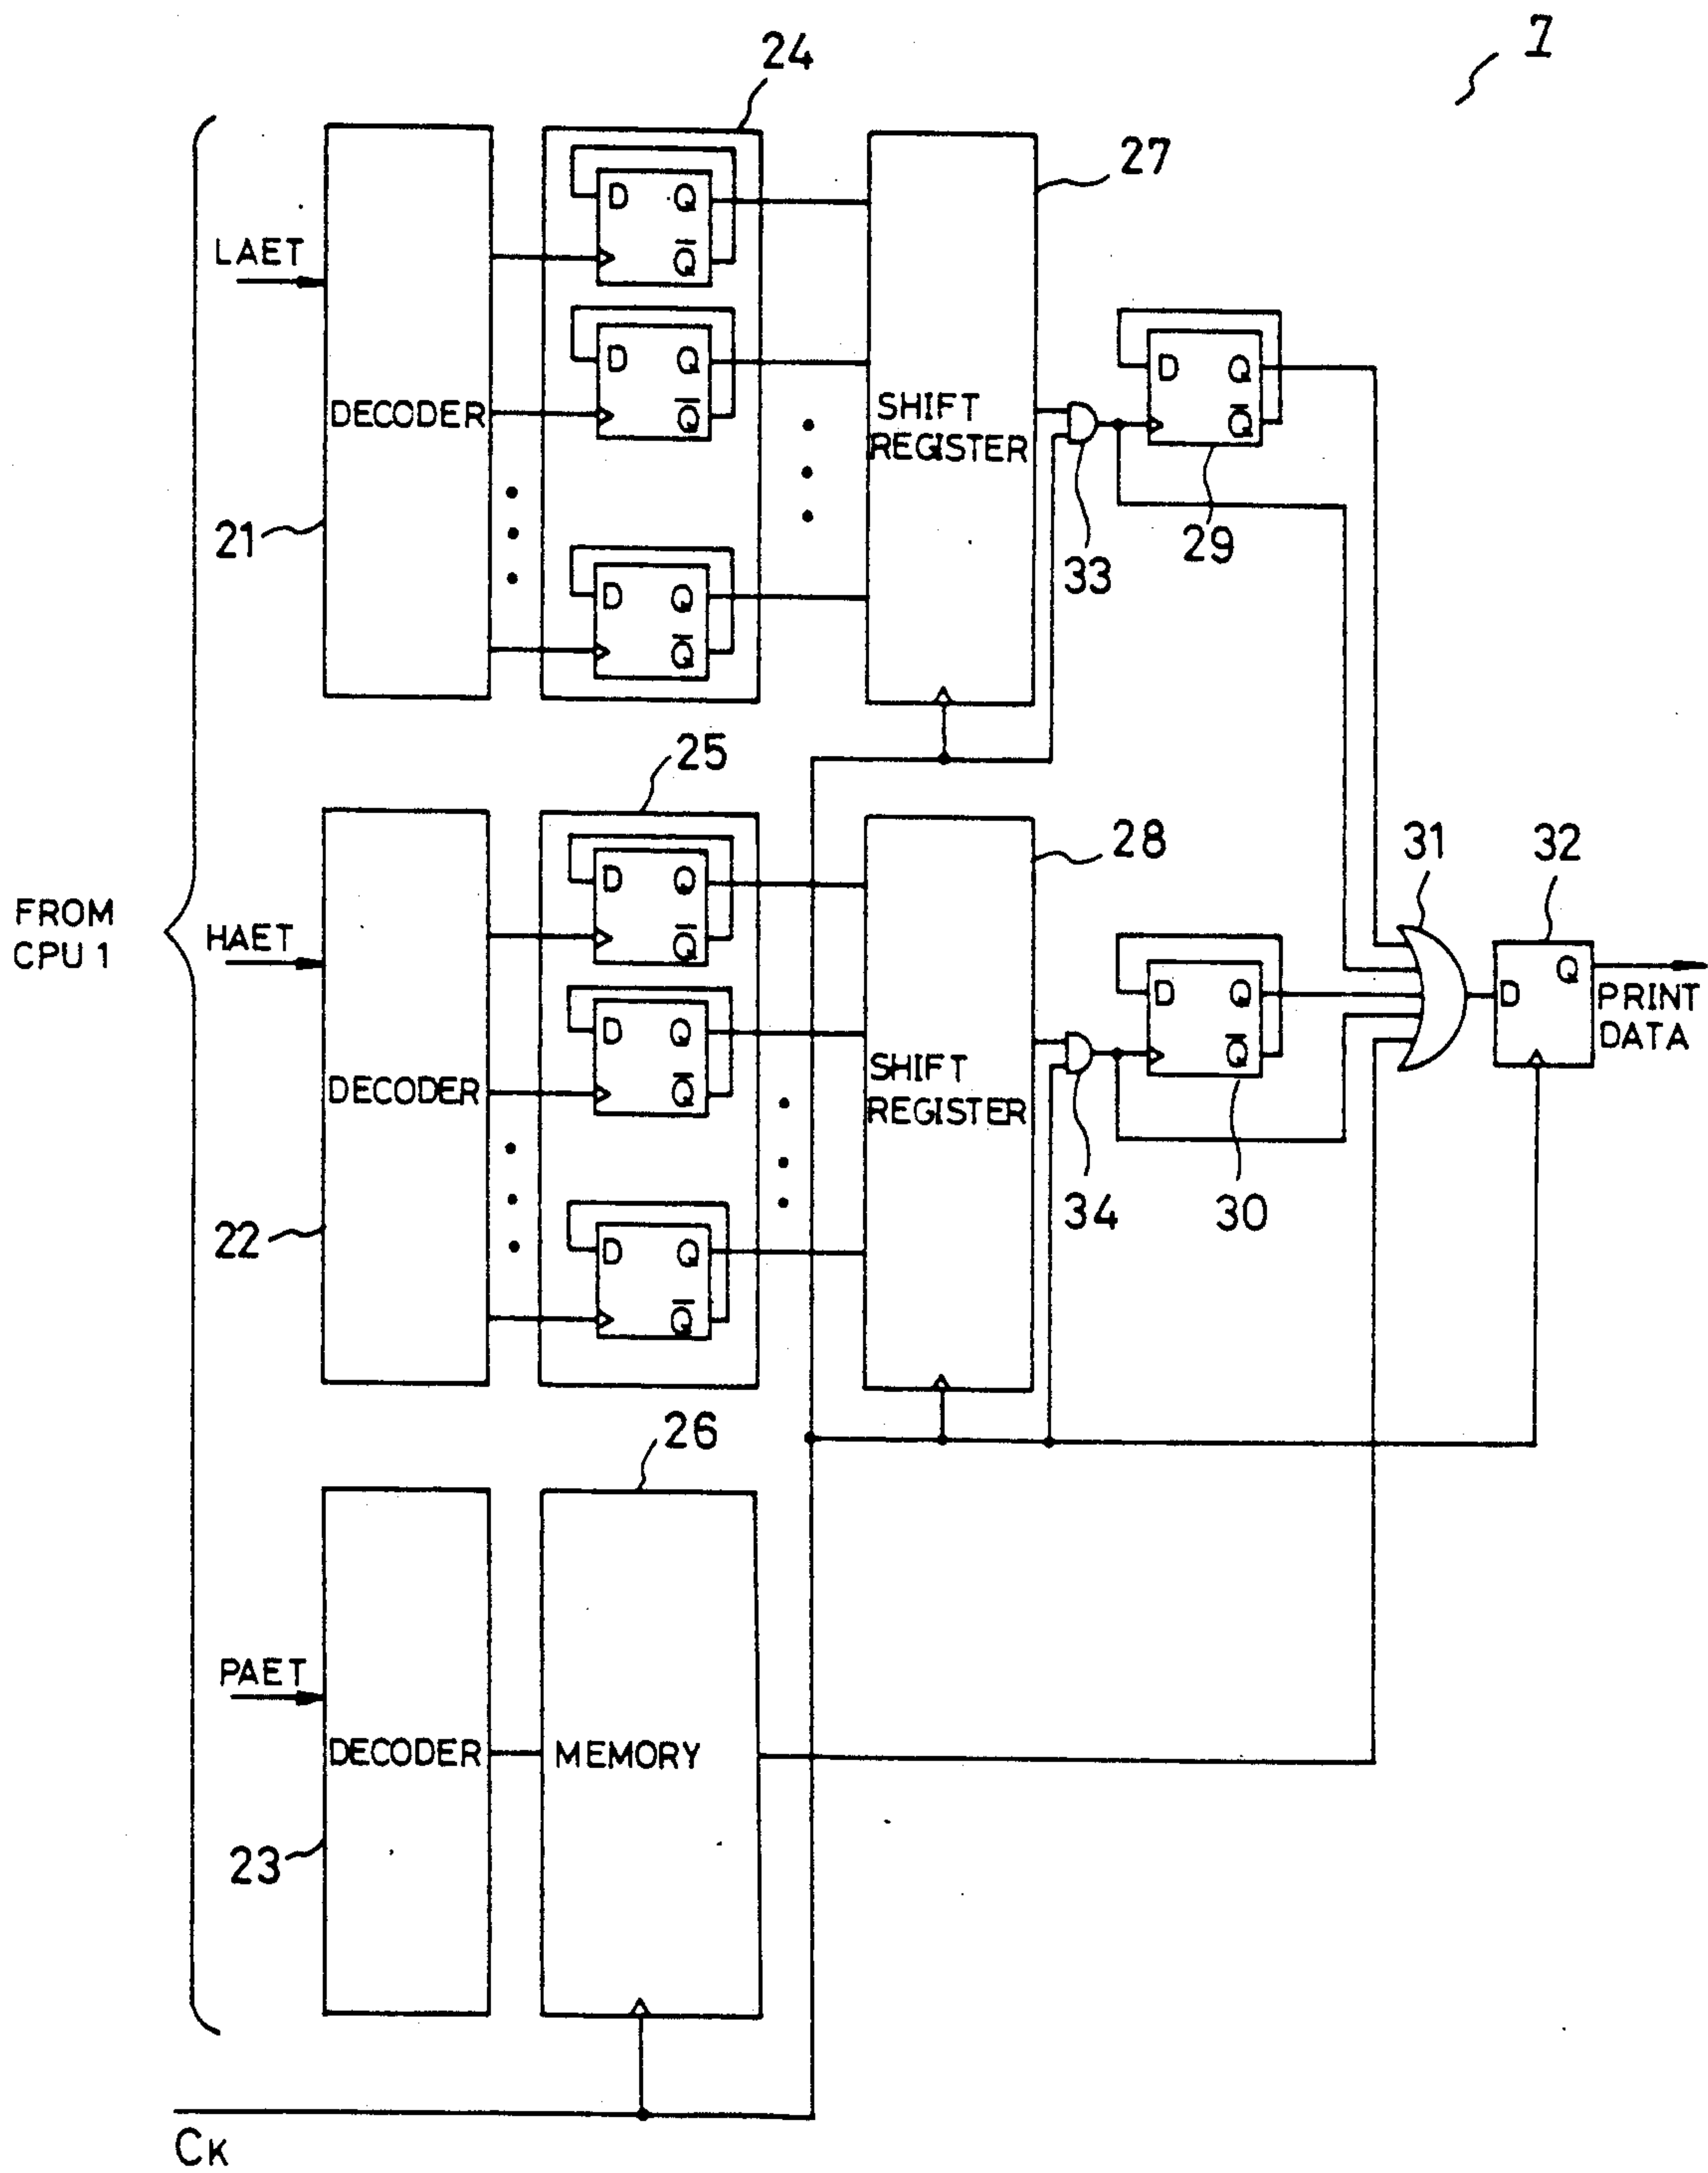 7
24
27
LAET
D Q
Q̅
D Q
Q̅
DECODER
SHIFT
REGISTER
D Q
Q̅
21
33
29
D Q
Q̅
25
28
31
32
FROM
CPU 1
HAET
D Q
Q̅
D Q
Q̅
DECODER
SHIFT
REGISTER
D Q
Q̅
D Q
PRINT
DATA
22
34
30
D Q
Q̅
26
PAET
DECODER
MEMORY
23
CK